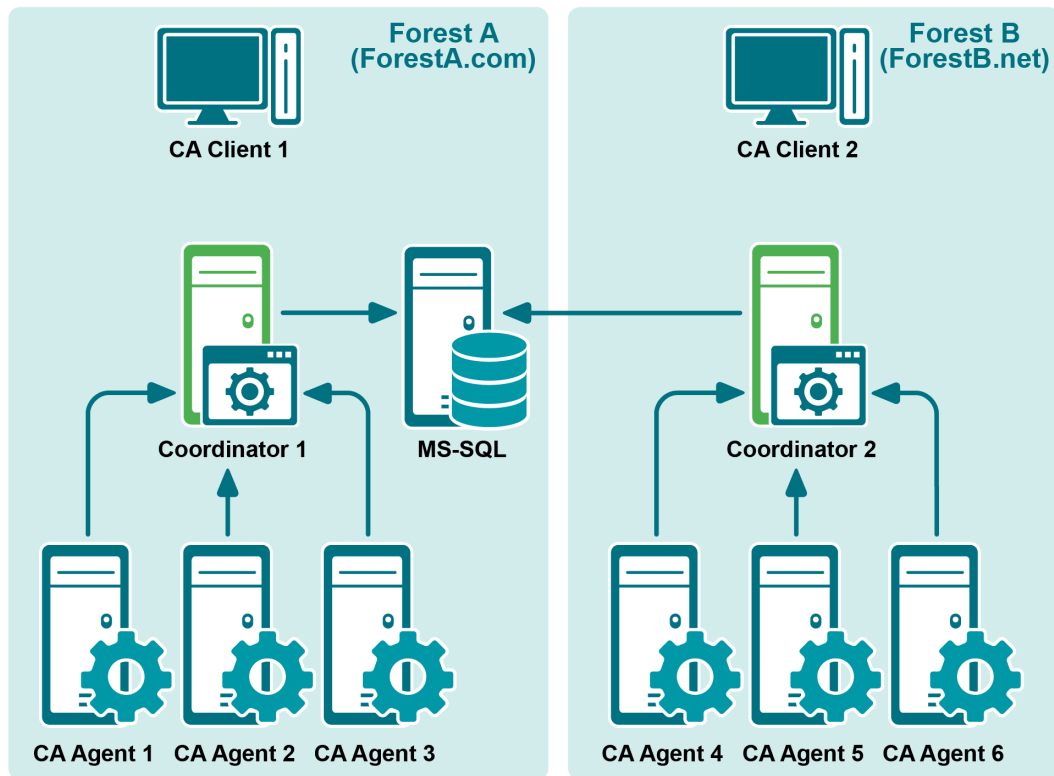 Forest A
(ForestA.com)
CA Client 1
Coordinator 1
MS-SQL
CA Agent 1
CA Agent 2
CA Agent 3
Forest B
(ForestB.net)
CA Client 2
Coordinator 2
CA Agent 4
CA Agent 5
CA Agent 6